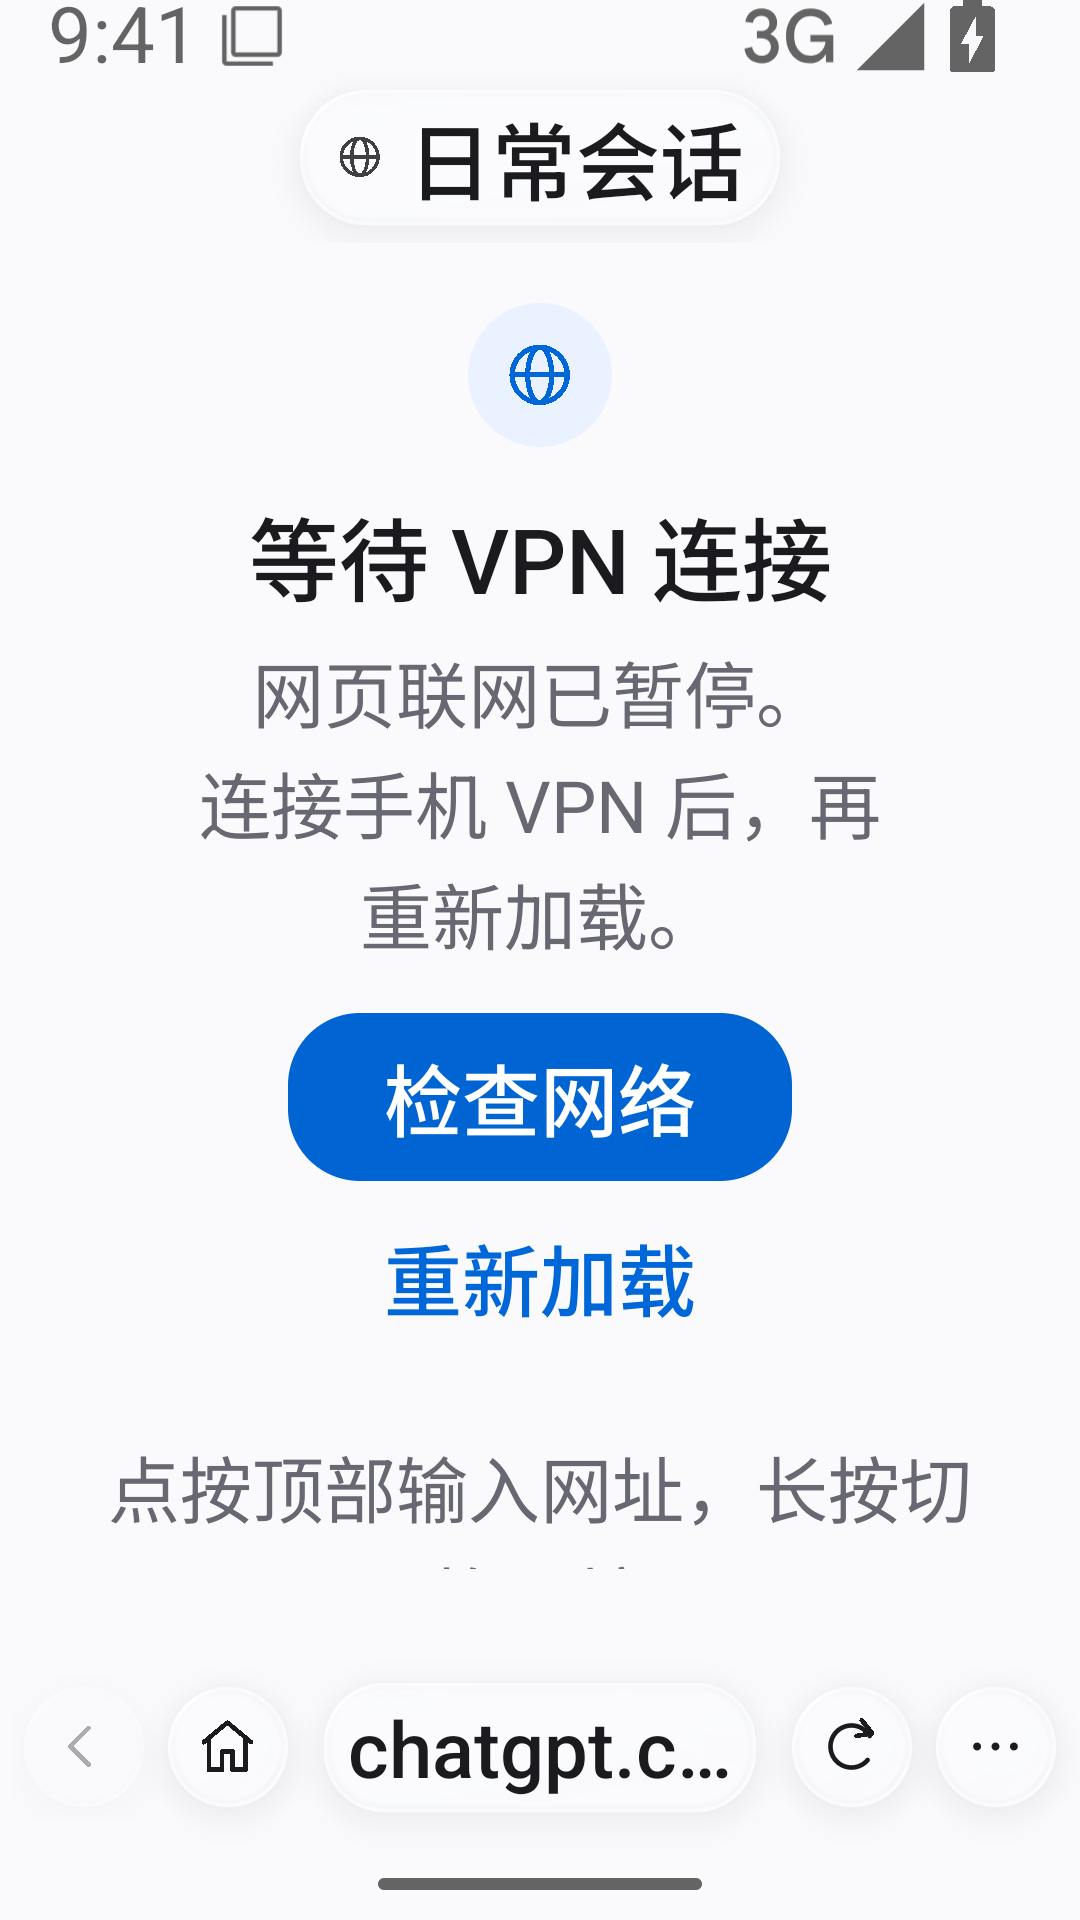 9:41
3G
日常会话
等待 VPN 连接
网页联网已暂停。
连接手机 VPN 后，再
重新加载。
检查网络
重新加载
点按顶部输入网址，长按切
chatgpt.c...